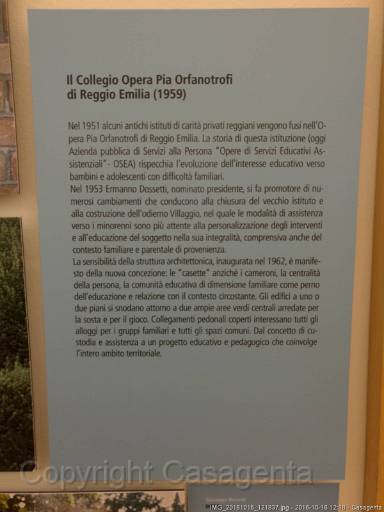 Il Collegio Opera Pia Orfanotrofi
di Reggio Emilia (1959)
Nel 1951 alcuni antichi istituti di carità privati reggiani vengono fusi nell'O-
pera Pia Orfanotrofi di Reggio Emilia. La storia di questa istituzione (oggi
Azienda pubblica di Servizi alla Persona "Opere di Servizi Educativi As-
sistenziali"- OSEA) rispecchia l'evoluzione dell'interesse educativo verso
bambini e adolescenti con difficoltà familiari.
Nel 1953 Ermanno Dossetti, nominato presidente, si fa promotore di nu-
merosi cambiamenti che conducono alla chiusura del vecchio istituto e
alla costruzione dell'odierno Villaggio, nel quale le modalità di assistenza
verso i minorenni sono più attente alla personalizzazione degli interventi
e all'educazione del soggetto nella sua integralità, comprensiva anche del
contesto familiare e parentale di provenienza.
La sensibilità della struttura architettonica, inaugurata nel 1962, è manife-
sto della nuova concezione: le "casette" anziché i cameroni, la centralità
della persona, la comunità educativa di dimensione familiare come perno
dell'educazione e relazione con il contesto circostante. Gli edifici a uno o
due piani si snodano attorno a due ampie aree verdi centrali arredate per
la sosta e per il gioco. Collegamenti pedonali coperti interessano tutti gli
alloggi per i gruppi familiari e tutti gli spazi comuni. Dal concetto di cu-
stodia e assistenza a un progetto educativo e pedagogico che coinvolge
l'intero ambito territoriale.
Copyright Casagenta
IMG_20161016_121837.jpg - 2016-10-16 12:18 - Casagenta